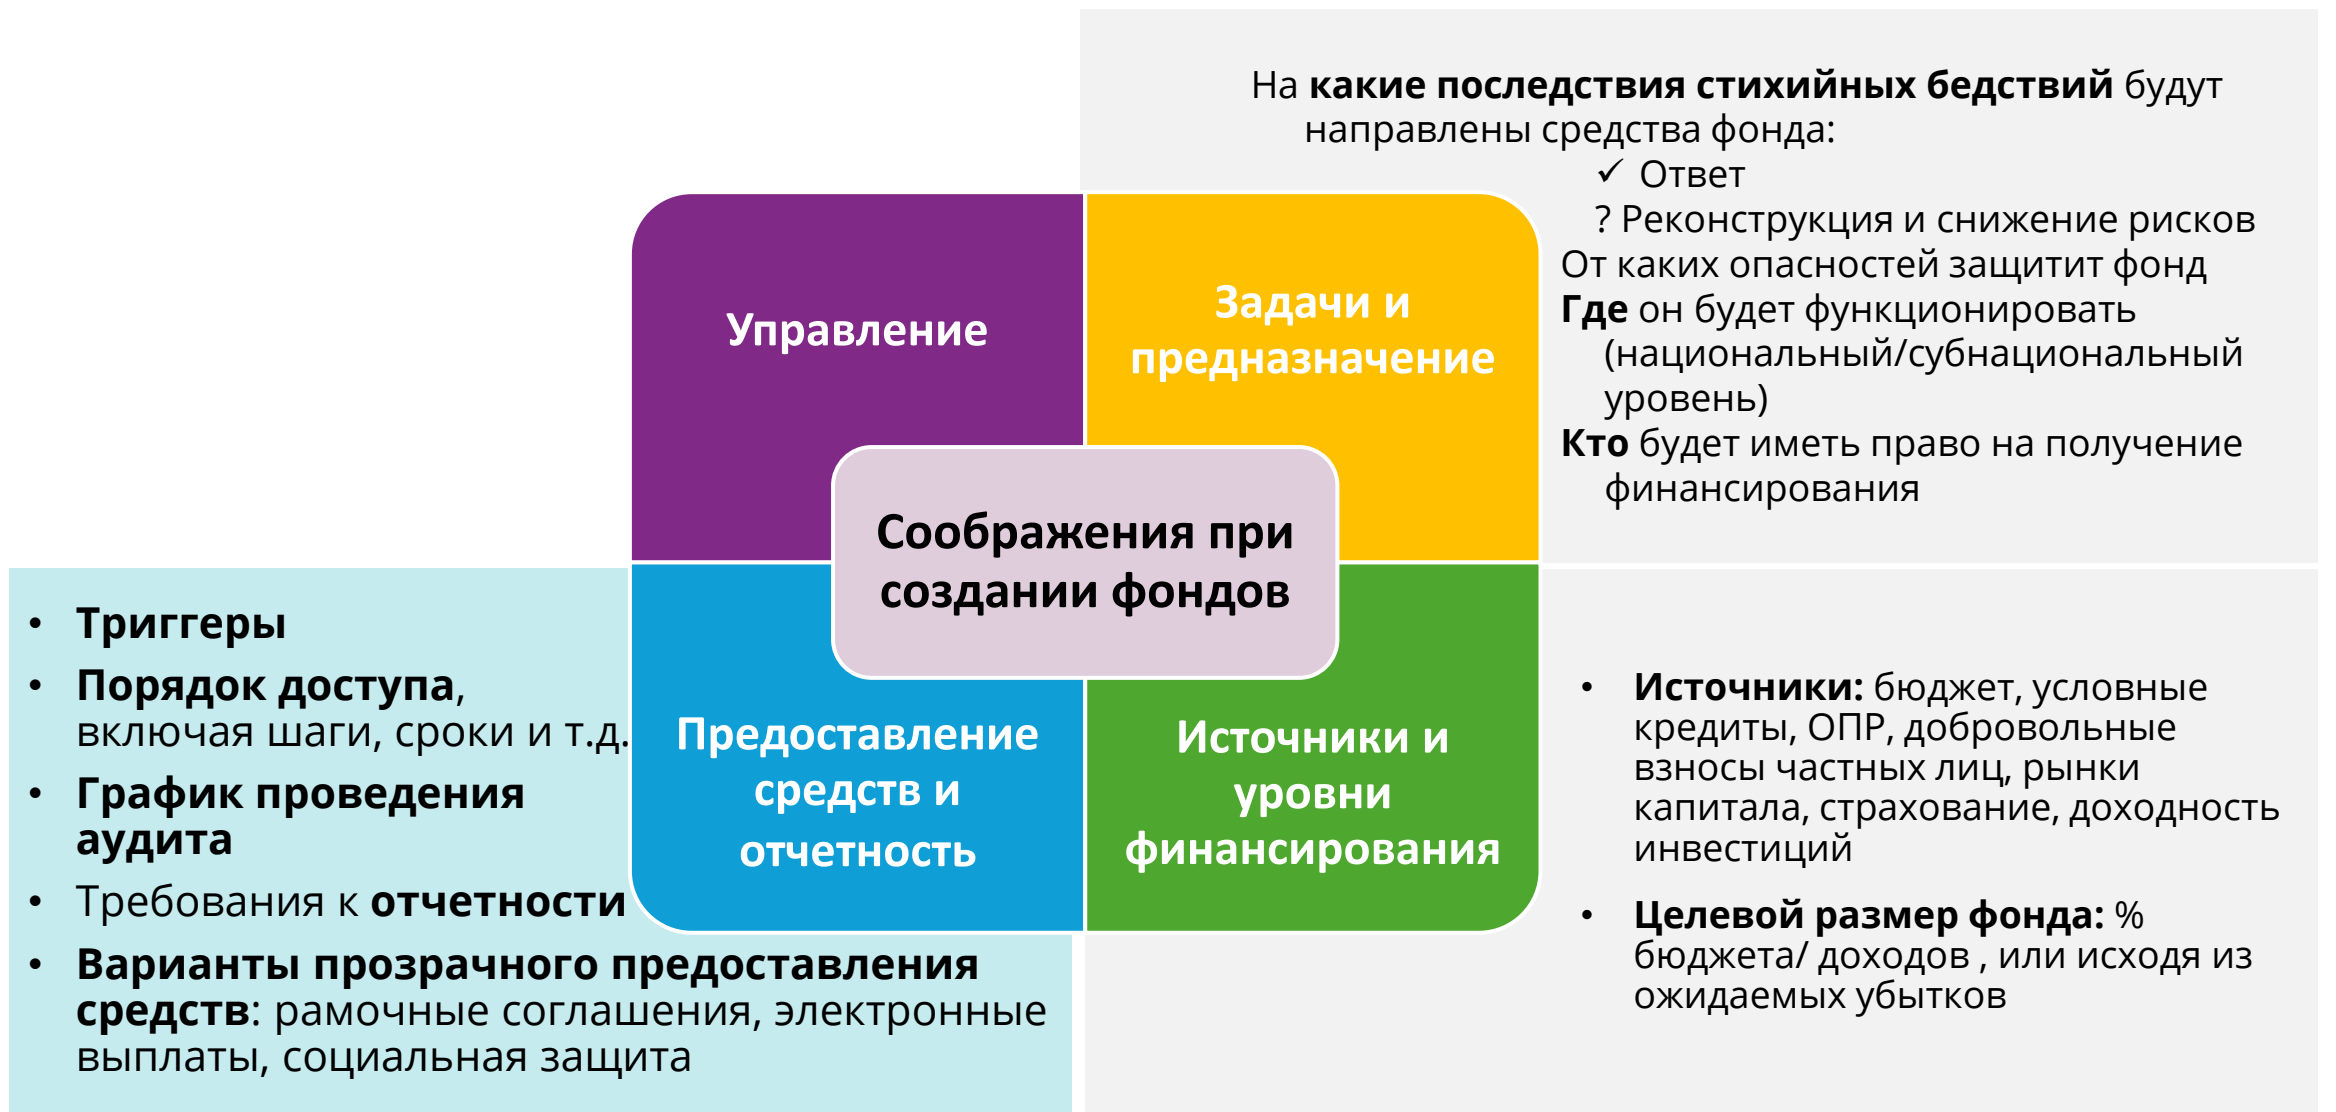 На какие последствия стихийных бедствий будут
направлены средства фонда:
✓ Ответ
? Реконструкция и снижение рисков
От каких опасностей защитит фонд
Где он будет функционировать
(национальный/субнациональный
уровень)
Кто будет иметь право на получение
финансирования
Управление
Задачи и
предназначение
Соображения при
создании фондов
• Триггеры
• Порядок доступа,
включая шаги, сроки и т.д.
• График проведения
аудита
• Требования к отчетности
• Варианты прозрачного предоставления
средств: рамочные соглашения, электронные
выплаты, социальная защита
Предоставление
средств и
отчетность
Источники и
уровни
финансирования
• Источники: бюджет, условные
кредиты, ОПР, добровольные
взносы частных лиц, рынки
капитала, страхование, доходность
инвестиций
• Целевой размер фонда: %
бюджета/ доходов , или исходя из
ожидаемых убытков